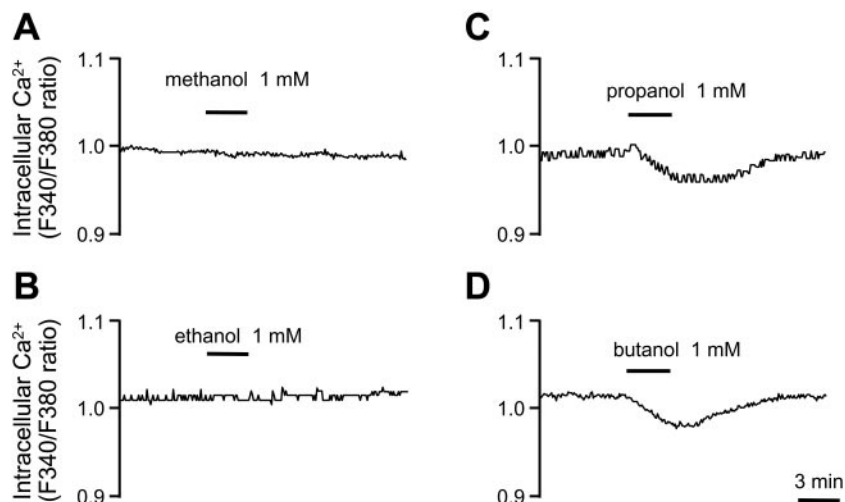 A
Intracellular Ca²⁺
(F340/F380 ratio)
1.1
1.0
0.9
methanol 1 mM
C
1.1
1.0
0.9
propanol 1 mM
B
Intracellular Ca²⁺
(F340/F380 ratio)
1.1
1.0
0.9
ethanol 1 mM
D
1.1
1.0
0.9
butanol 1 mM
3 min